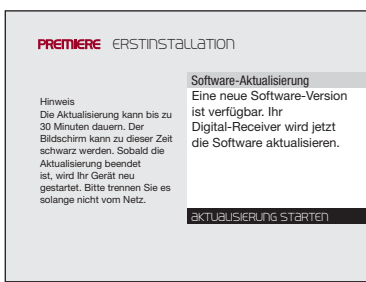 PREMIERE ERSTINSTALLATION
Software-Aktualisierung
Eine neue Software-Version
ist verfügbar. Ihr
Digital-Receiver wird jetzt
die Software aktualisieren.
Hinweis
Die Aktualisierung kann bis zu
30 Minuten dauern. Der
Bildschirm kann zu dieser Zeit
schwarz werden. Sobald die
Aktualisierung beendet
ist, wird Ihr Gerät neu
gestartet. Bitte trennen Sie es
solange nicht vom Netz.
AKTUALISIERUNG STARTEN